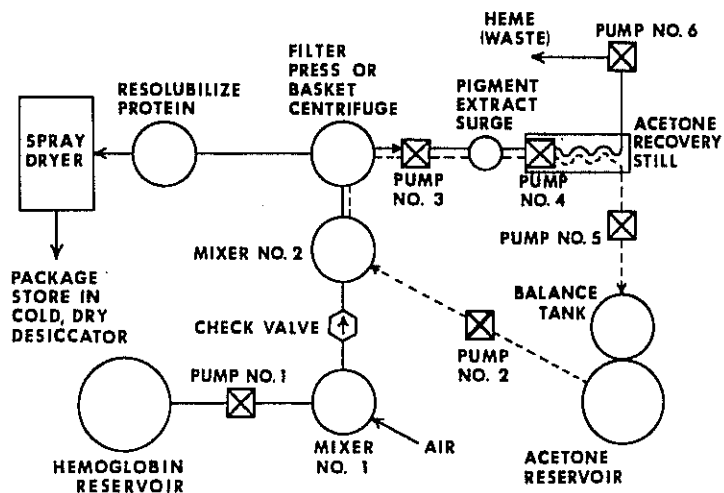 HEME
(WASTE)
PUMP NO. 6
FILTER
PRESS OR
BASKET
CENTRIFUGE
RESOLUBILIZE
PROTEIN
PIGMENT
EXTRACT
SURGE
ACETONE
RECOVERY
STILL
SPRAY
DRYER
PUMP
NO. 3
PUMP
NO. 4
PUMP NO. 5
MIXER NO. 2
PACKAGE
STORE IN
COLD, DRY
DESICCATOR
BALANCE
TANK
CHECK VALVE
PUMP
NO. 2
PUMP NO. 1
AIR
MIXER
NO. 1
HEMOGLOBIN
RESERVOIR
ACETONE
RESERVOIR